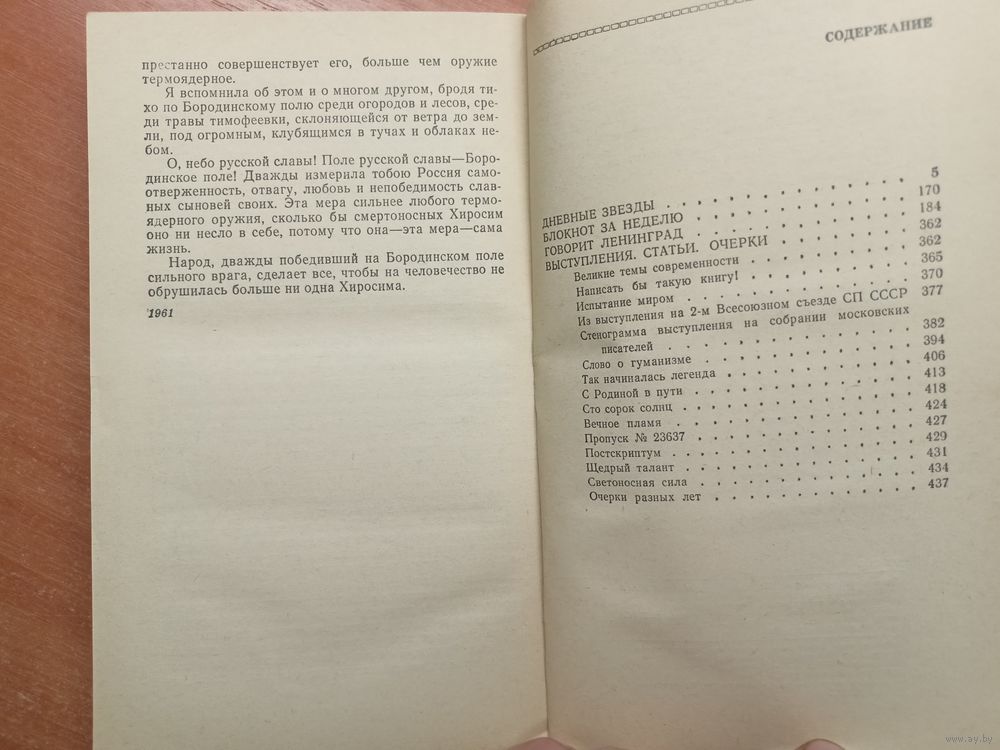 престанно совершенствует его, больше чем оружие
термоядерное.
Я вспомнила об этом и о многом другом, бродя ти-
хо по Бородинскому полю среди огородов и лесов, сре-
ди травы тимофеевки, склоняющейся от ветра до зем-
ли, под огромным, клубящимся в тучах и облаках не-
бом.
О, небо русской славы! Поле русской славы—Боро-
динское поле! Дважды измерила тобою Россия само-
отверженность, отвагу, любовь и непобедимость слав-
ных сыновей своих. Эта мера сильнее любого термо-
ядерного оружия, сколько бы смертоносных Хиросим
оно ни несло в себе, потому что она—эта мера—сама
жизнь.
Народ, дважды победивший на Бородинском поле
сильного врага, сделает все, чтобы на человечество не
обрушилась больше ни одна Хиросима.
1961
СОДЕРЖАНИЕ
ДНЕВНЫЕ ЗВЕЗДЫ 5
БЛОКНОТ ЗА НЕДЕЛЮ 170
ГОВОРИТ ЛЕНИНГРАД 184
ВЫСТУПЛЕНИЯ. СТАТЬИ. ОЧЕРКИ 362
Великие темы современности 362
Написать бы такую книгу! 365
Испытание миром 370
Из выступления на 2-м Всесоюзном съезде СП СССР 377
Стенограмма выступления на собрании московских
писателей 382
Слово о гуманизме 394
Так начиналась легенда 406
С Родиной в пути 413
Сто сорок солнц 418
Вечное пламя 424
Пропуск № 23637 427
Постскриптум 429
Щедрый талант 431
Светоносная сила 434
Очерки разных лет 437
www.ay.by